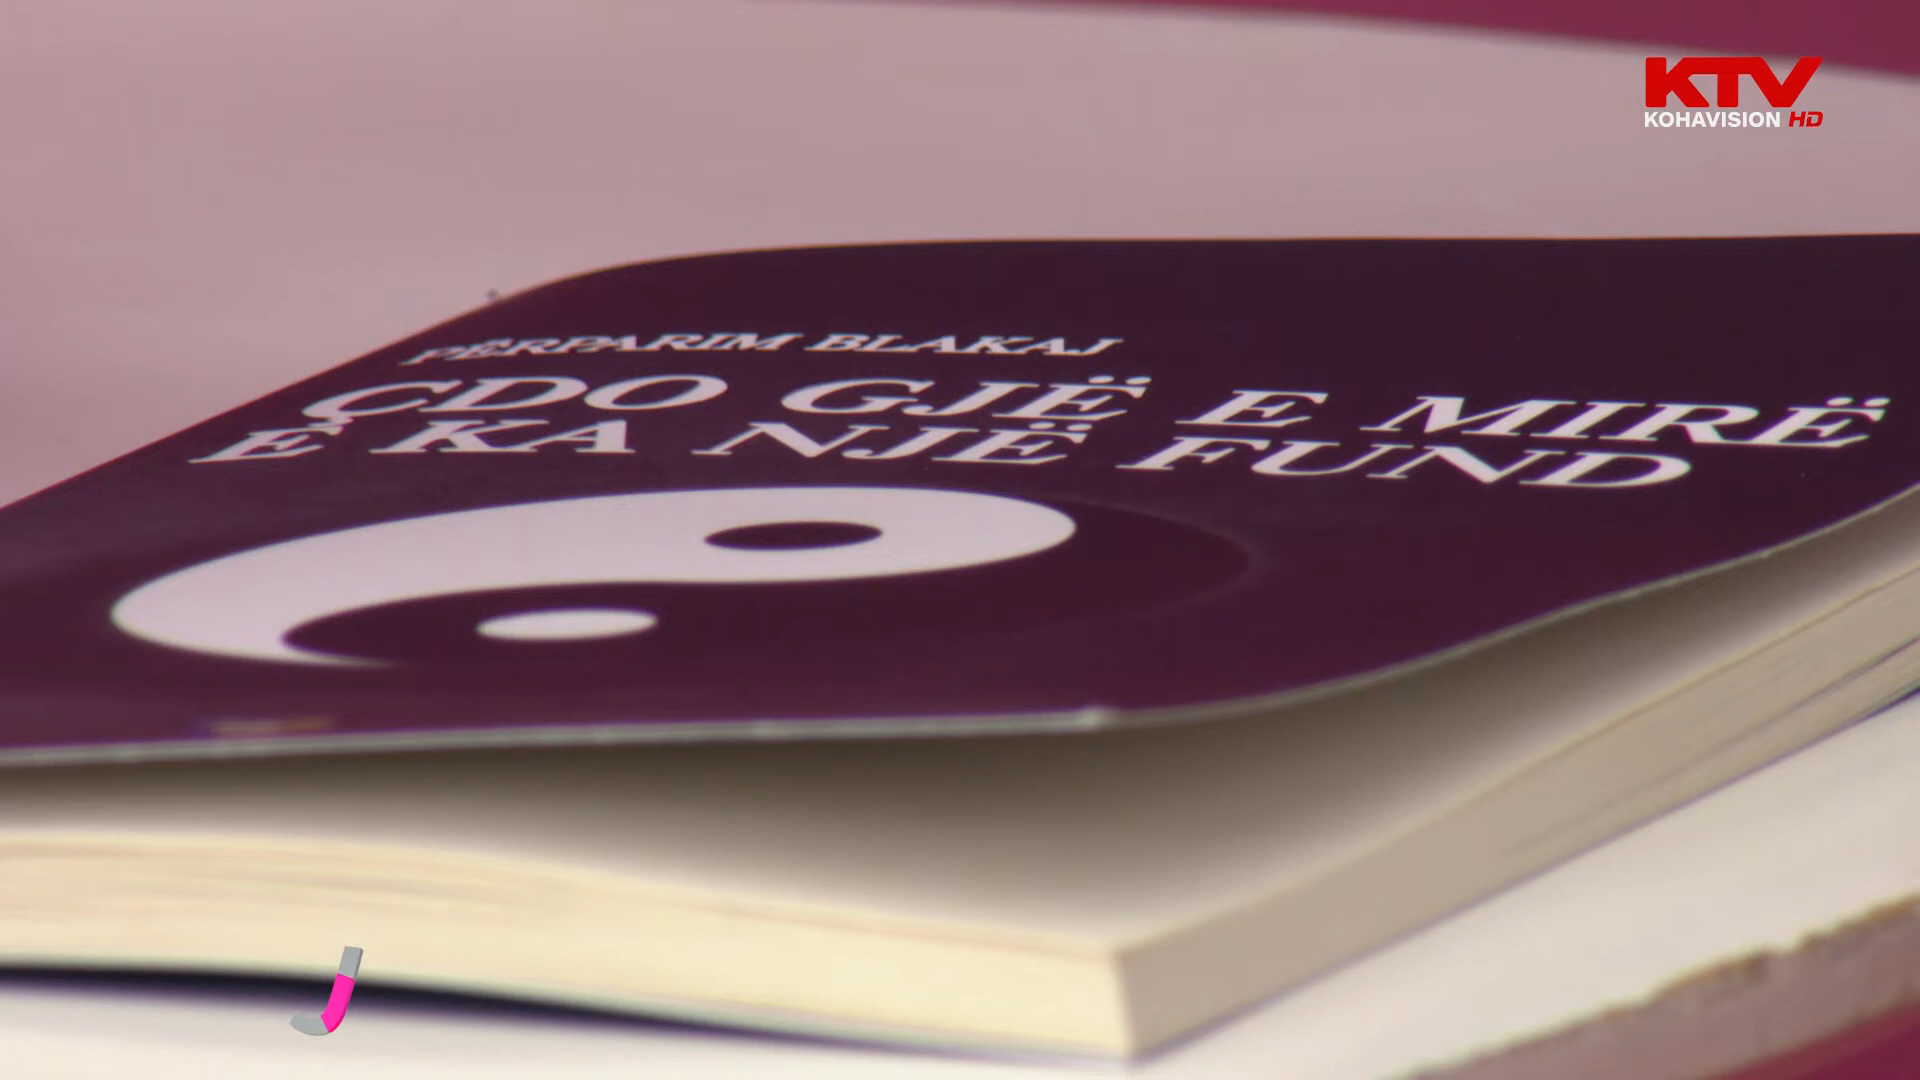 KTV
KOHAVISION HD
PËRPARIM BLAKAJ
ÇDO GJË E MIRË
E KA NJË FUND